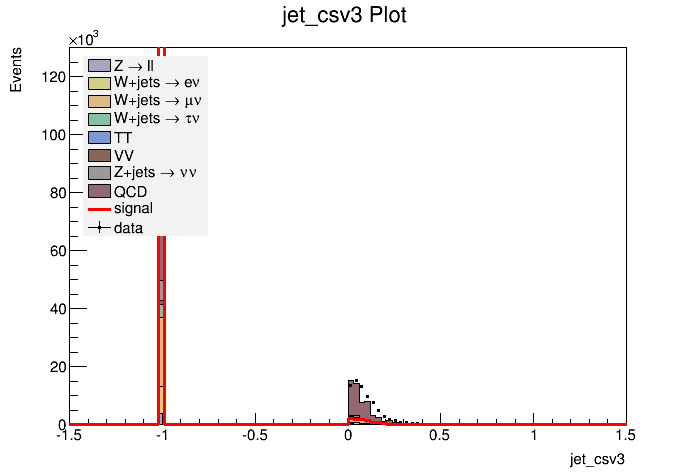 jet_csv3 Plot
×10³
Events
Z → ll
W+jets → eν
W+jets → μν
W+jets → τν
TT
VV
Z+jets → νν
QCD
signal
data
120
100
80
60
40
20
0
-1.5 -1 -0.5 0 0.5 1 1.5
jet_csv3